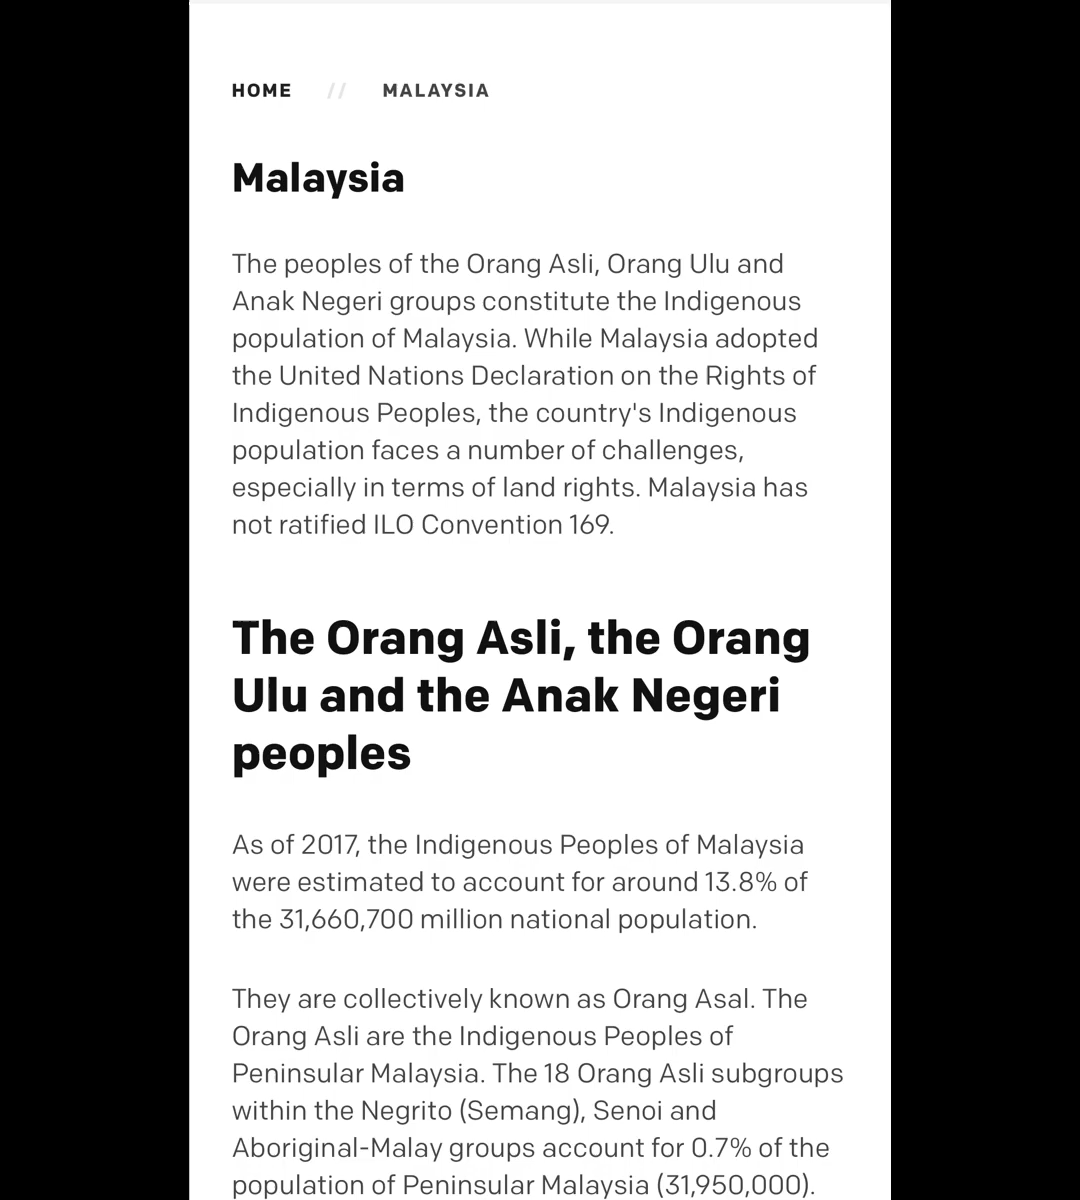 HOME // MALAYSIA
Malaysia
The peoples of the Orang Asli, Orang Ulu and
Anak Negeri groups constitute the Indigenous
population of Malaysia. While Malaysia adopted
the United Nations Declaration on the Rights of
Indigenous Peoples, the country's Indigenous
population faces a number of challenges,
especially in terms of land rights. Malaysia has
not ratified ILO Convention 169.
The Orang Asli, the Orang
Ulu and the Anak Negeri
peoples
As of 2017, the Indigenous Peoples of Malaysia
were estimated to account for around 13.8% of
the 31,660,700 million national population.
They are collectively known as Orang Asal. The
Orang Asli are the Indigenous Peoples of
Peninsular Malaysia. The 18 Orang Asli subgroups
within the Negrito (Semang), Senoi and
Aboriginal-Malay groups account for 0.7% of the
population of Peninsular Malaysia (31,950,000).